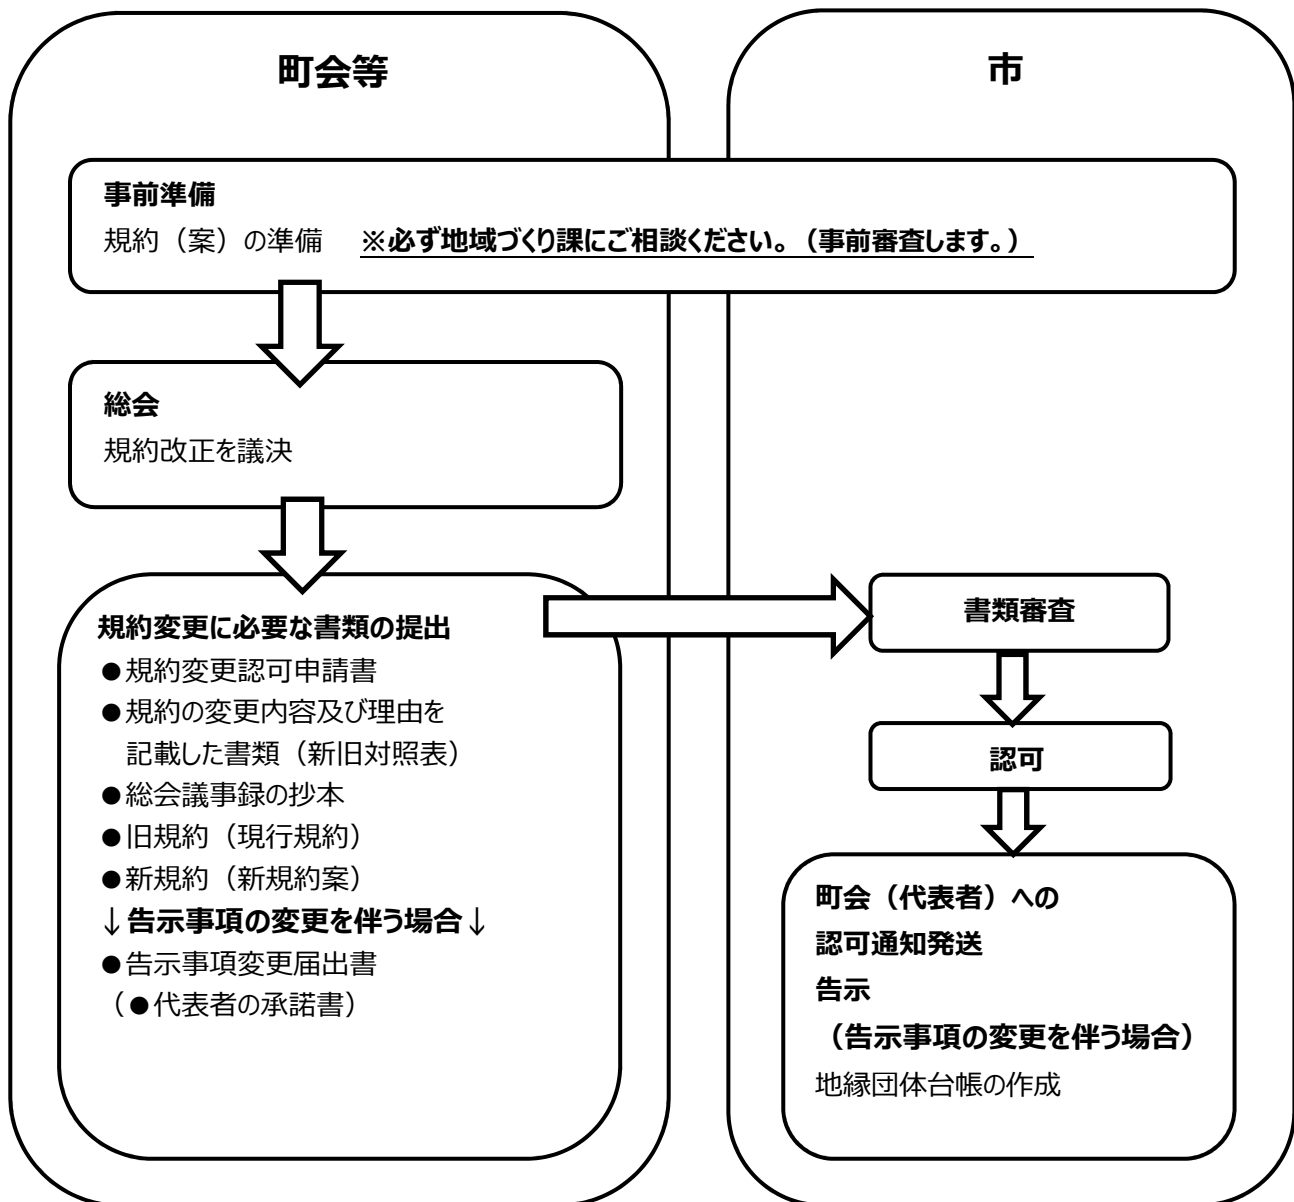 町会等
市
事前準備
規約（案）の準備　※必ず地域づくり課にご相談ください。（事前審査します。）
総会
規約改正を議決
規約変更に必要な書類の提出
●規約変更認可申請書
●規約の変更内容及び理由を
記載した書類（新旧対照表）
●総会議事録の抄本
●旧規約（現行規約）
●新規約（新規約案）
↓告示事項の変更を伴う場合↓
●告示事項変更届出書
（●代表者の承諾書）
書類審査
認可
町会（代表者）への
認可通知発送
告示
（告示事項の変更を伴う場合）
地縁団体台帳の作成